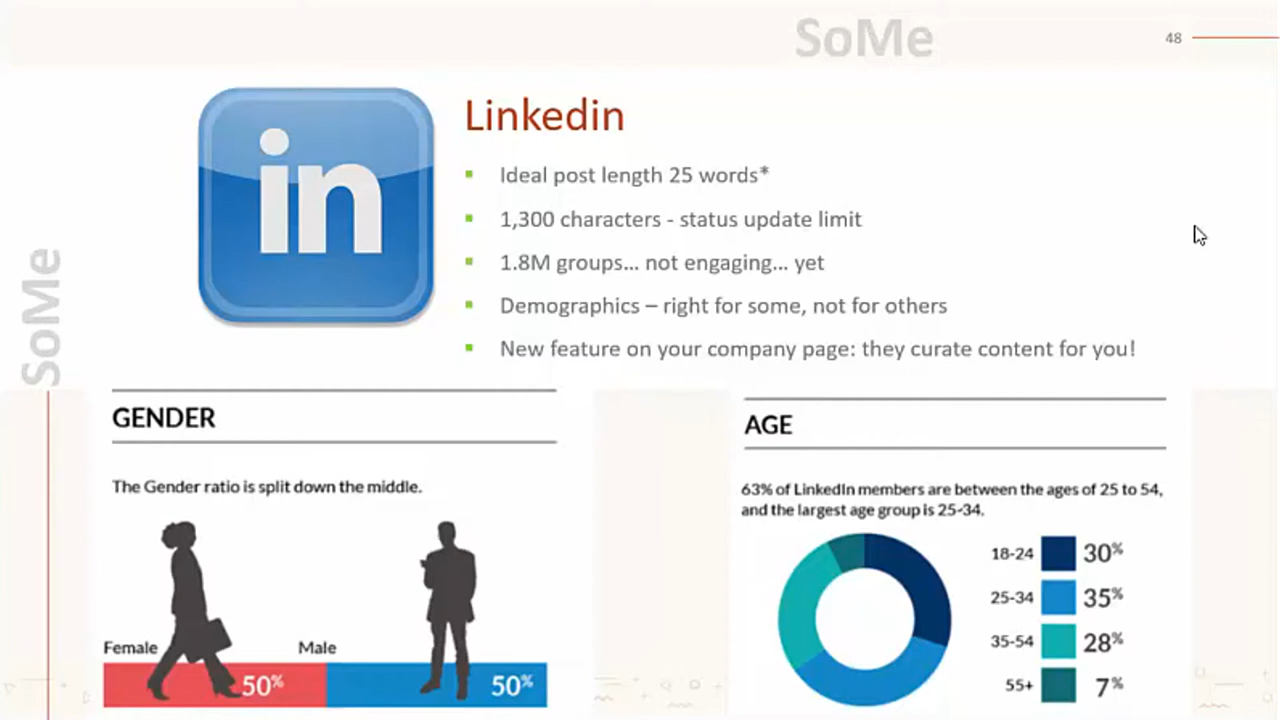 SoMe
48
in
Linkedin
Ideal post length 25 words*
1,300 characters - status update limit
1.8M groups... not engaging... yet
Demographics – right for some, not for others
New feature on your company page: they curate content for you!
SoMe
GENDER
The Gender ratio is split down the middle.
Female
Male
50%
50%
AGE
63% of LinkedIn members are between the ages of 25 to 54,
and the largest age group is 25-34.
18-24 30%
25-34 35%
35-54 28%
55+ 7%